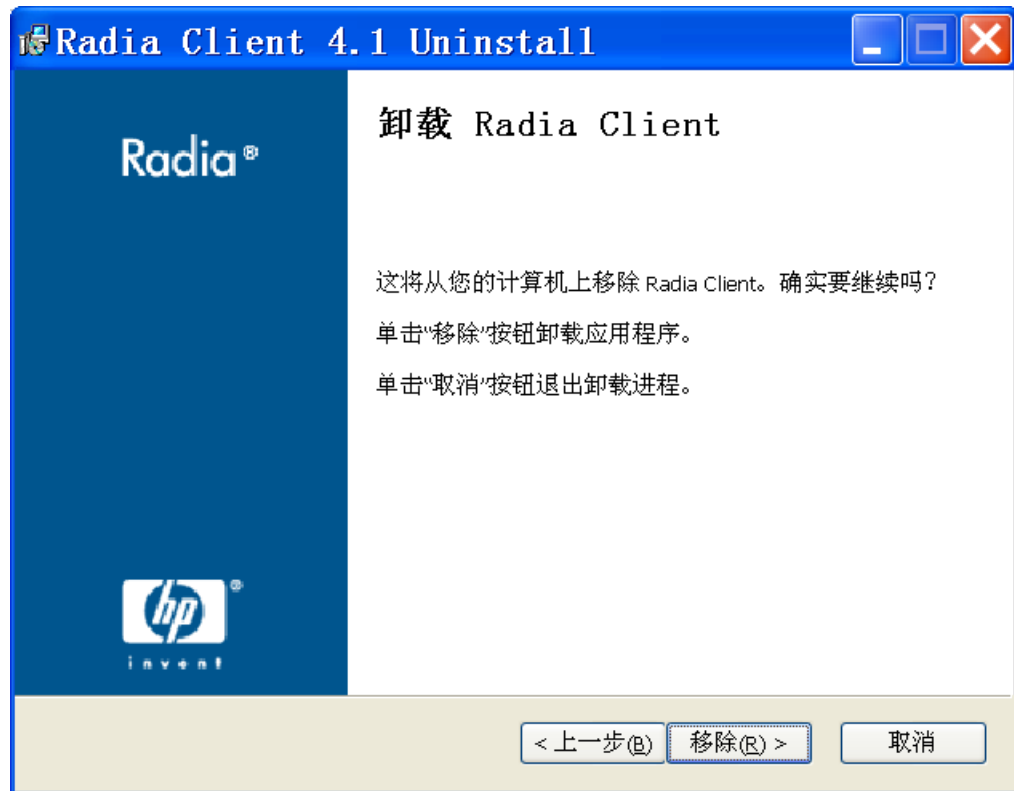 Radia Client 4.1 Uninstall
Radia®
卸载 Radia Client
这将从您的计算机上移除 Radia Client。确实要继续吗？
单击“移除”按钮卸载应用程序。
单击“取消”按钮退出卸载进程。
hp®
invent
<上一步(B)
移除(R) >
取消